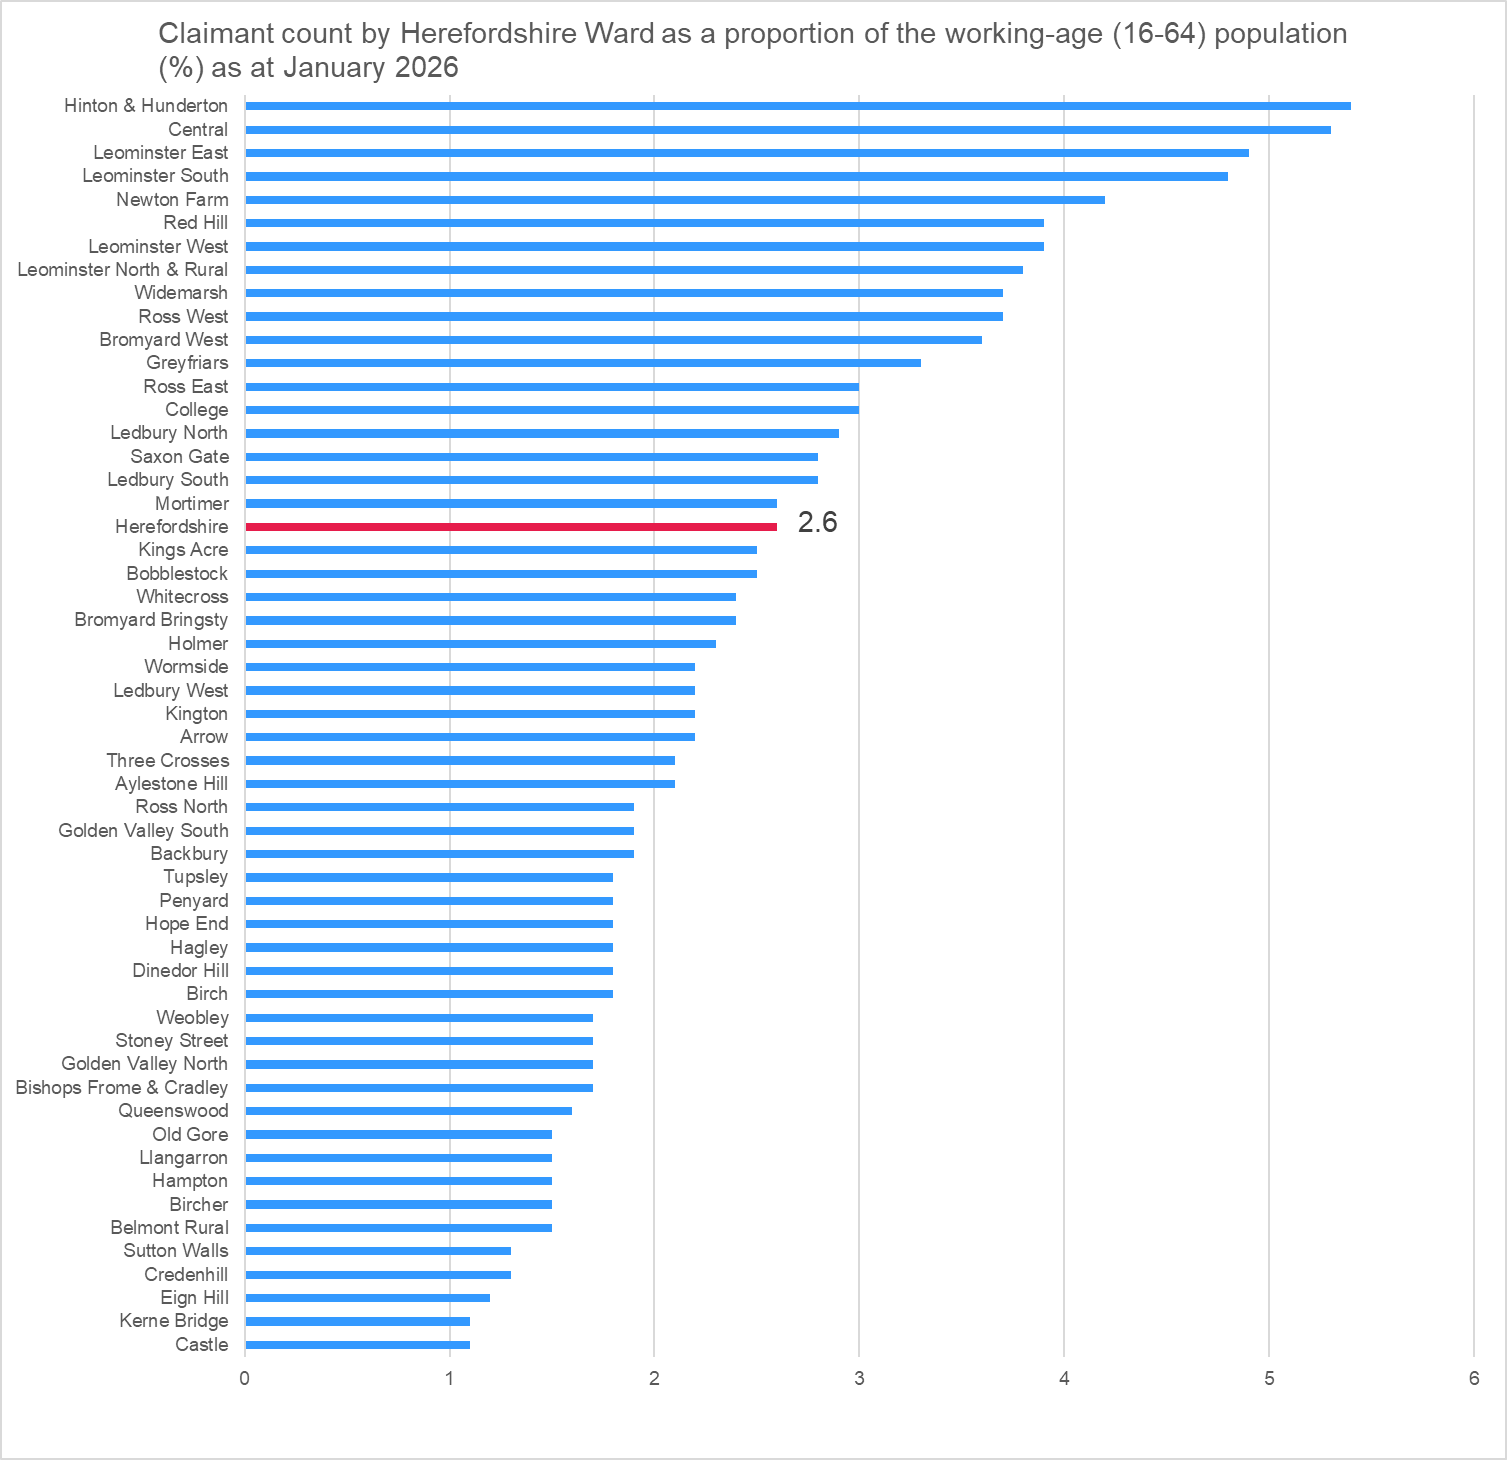 Claimant count by Herefordshire Ward as a proportion of the working-age (16-64) population
(%) as at January 2026
Hinton & Hunderton
Central
Leominster East
Leominster South
Newton Farm
Red Hill
Leominster West
Leominster North & Rural
Widemarsh
Ross West
Bromyard West
Greyfriars
Ross East
College
Ledbury North
Saxon Gate
Ledbury South
Mortimer
Herefordshire 2.6
Kings Acre
Bobblestock
Whitecross
Bromyard Bringsty
Holmer
Wormside
Ledbury West
Kington
Arrow
Three Crosses
Aylestone Hill
Ross North
Golden Valley South
Backbury
Tupsley
Penyard
Hope End
Hagley
Dinedor Hill
Birch
Weobley
Stoney Street
Golden Valley North
Bishops Frome & Cradley
Queenswood
Old Gore
Llangarron
Hampton
Bircher
Belmont Rural
Sutton Walls
Credenhill
Eign Hill
Kerne Bridge
Castle
0 1 2 3 4 5 6